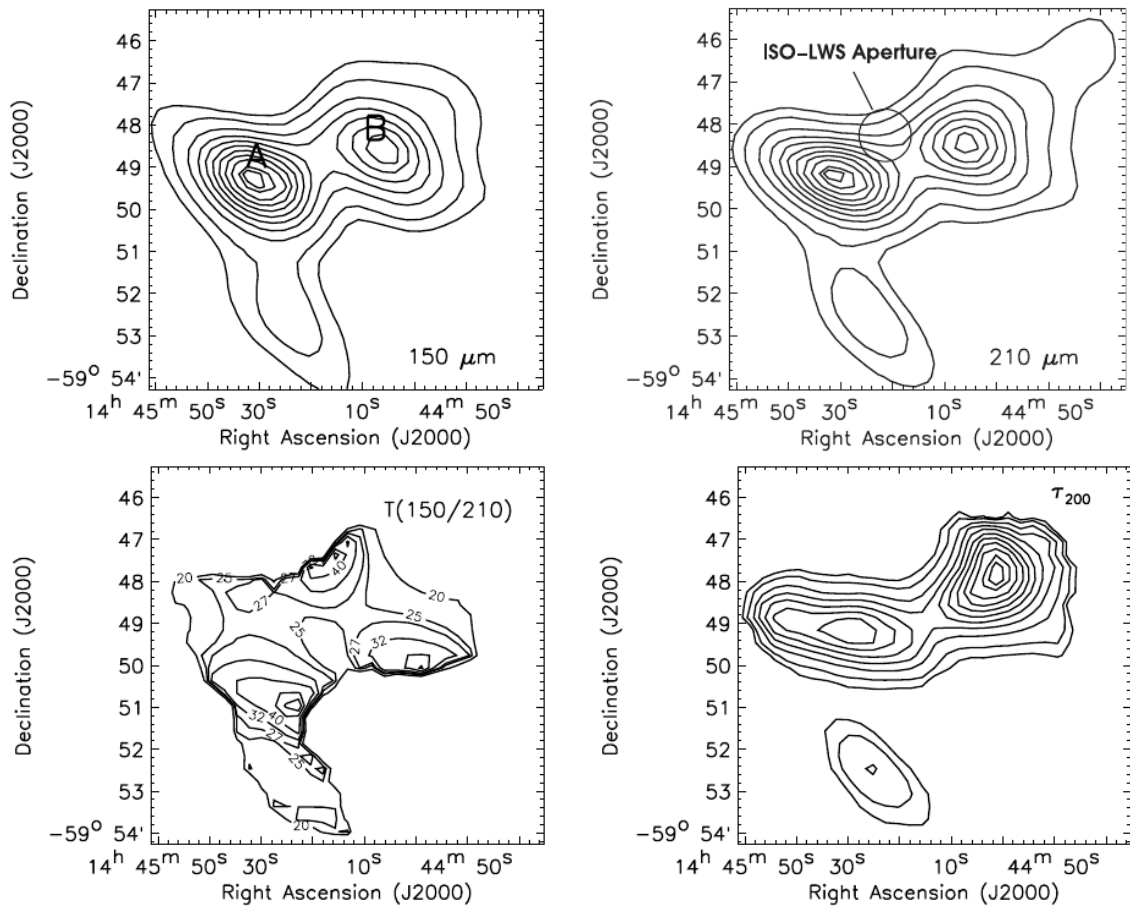 46
47
48
49
50
51
52
53
-59° 54'
14h 45m 50s 30s 10s 44m 50s
Right Ascension (J2000)
Declination (J2000)
A
B
150 μm
46
47
48
49
50
51
52
53
-59° 54'
14h 45m 50s 30s 10s 44m 50s
Right Ascension (J2000)
Declination (J2000)
ISO-LWS Aperture
210 μm
46
47
48
49
50
51
52
53
-59° 54'
14h 45m 50s 30s 10s 44m 50s
Right Ascension (J2000)
Declination (J2000)
T(150/210)
20
25
27
40
27
20
25
25
27
32
40
32
27
25
20
46
47
48
49
50
51
52
53
-59° 54'
14h 45m 50s 30s 10s 44m 50s
Right Ascension (J2000)
Declination (J2000)
τ200